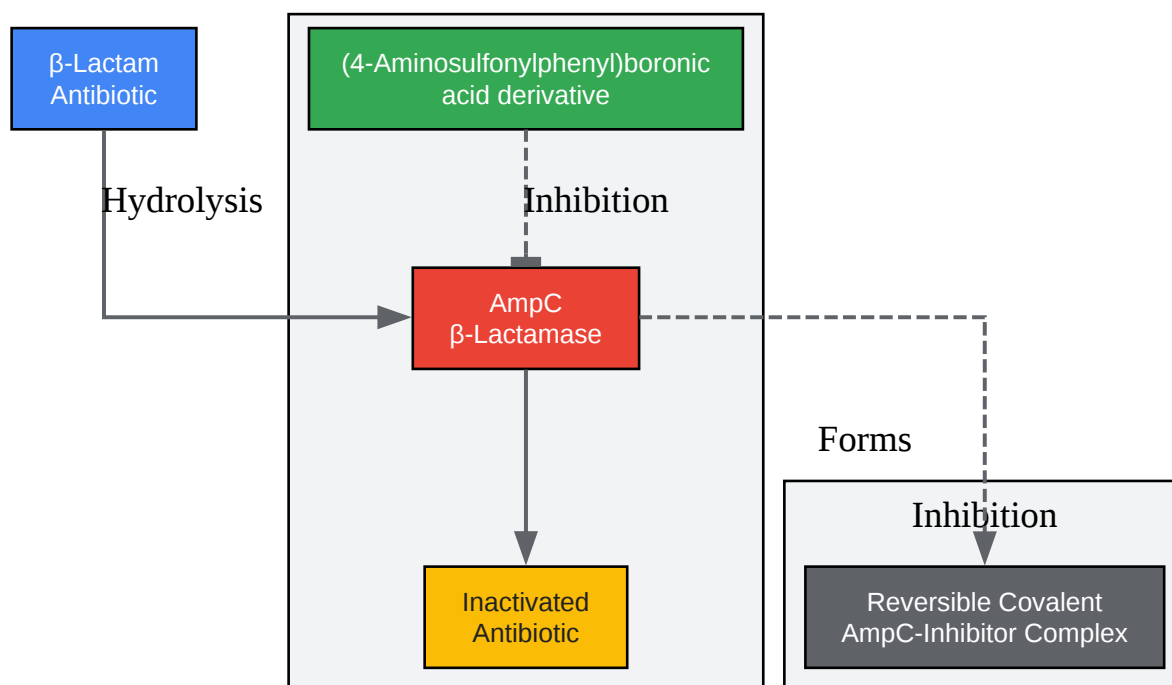 β-Lactam
Antibiotic
(4-Aminosulfonylphenyl)boronic
acid derivative
Hydrolysis
Inhibition
AmpC
β-Lactamase
Forms
Inhibition
Inactivated
Antibiotic
Reversible Covalent
AmpC-Inhibitor Complex